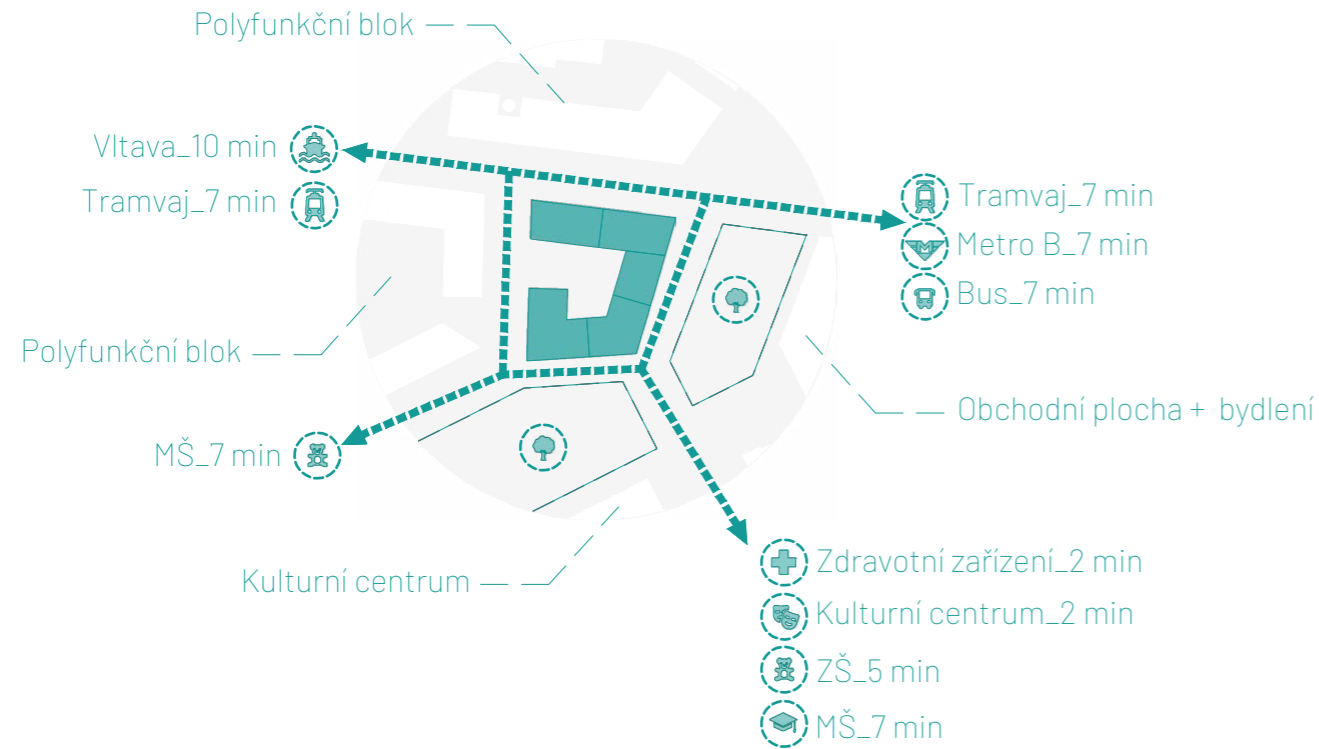 Polyfunkční blok
Vltava_10 min
Tramvaj_7 min
Tramvaj_7 min
Metro B_7 min
Bus_7 min
Polyfunkční blok
Obchodní plocha + bydlení
MŠ_7 min
Kulturní centrum
Zdravotní zařízení_2 min
Kulturní centrum_2 min
ZŠ_5 min
MŠ_7 min